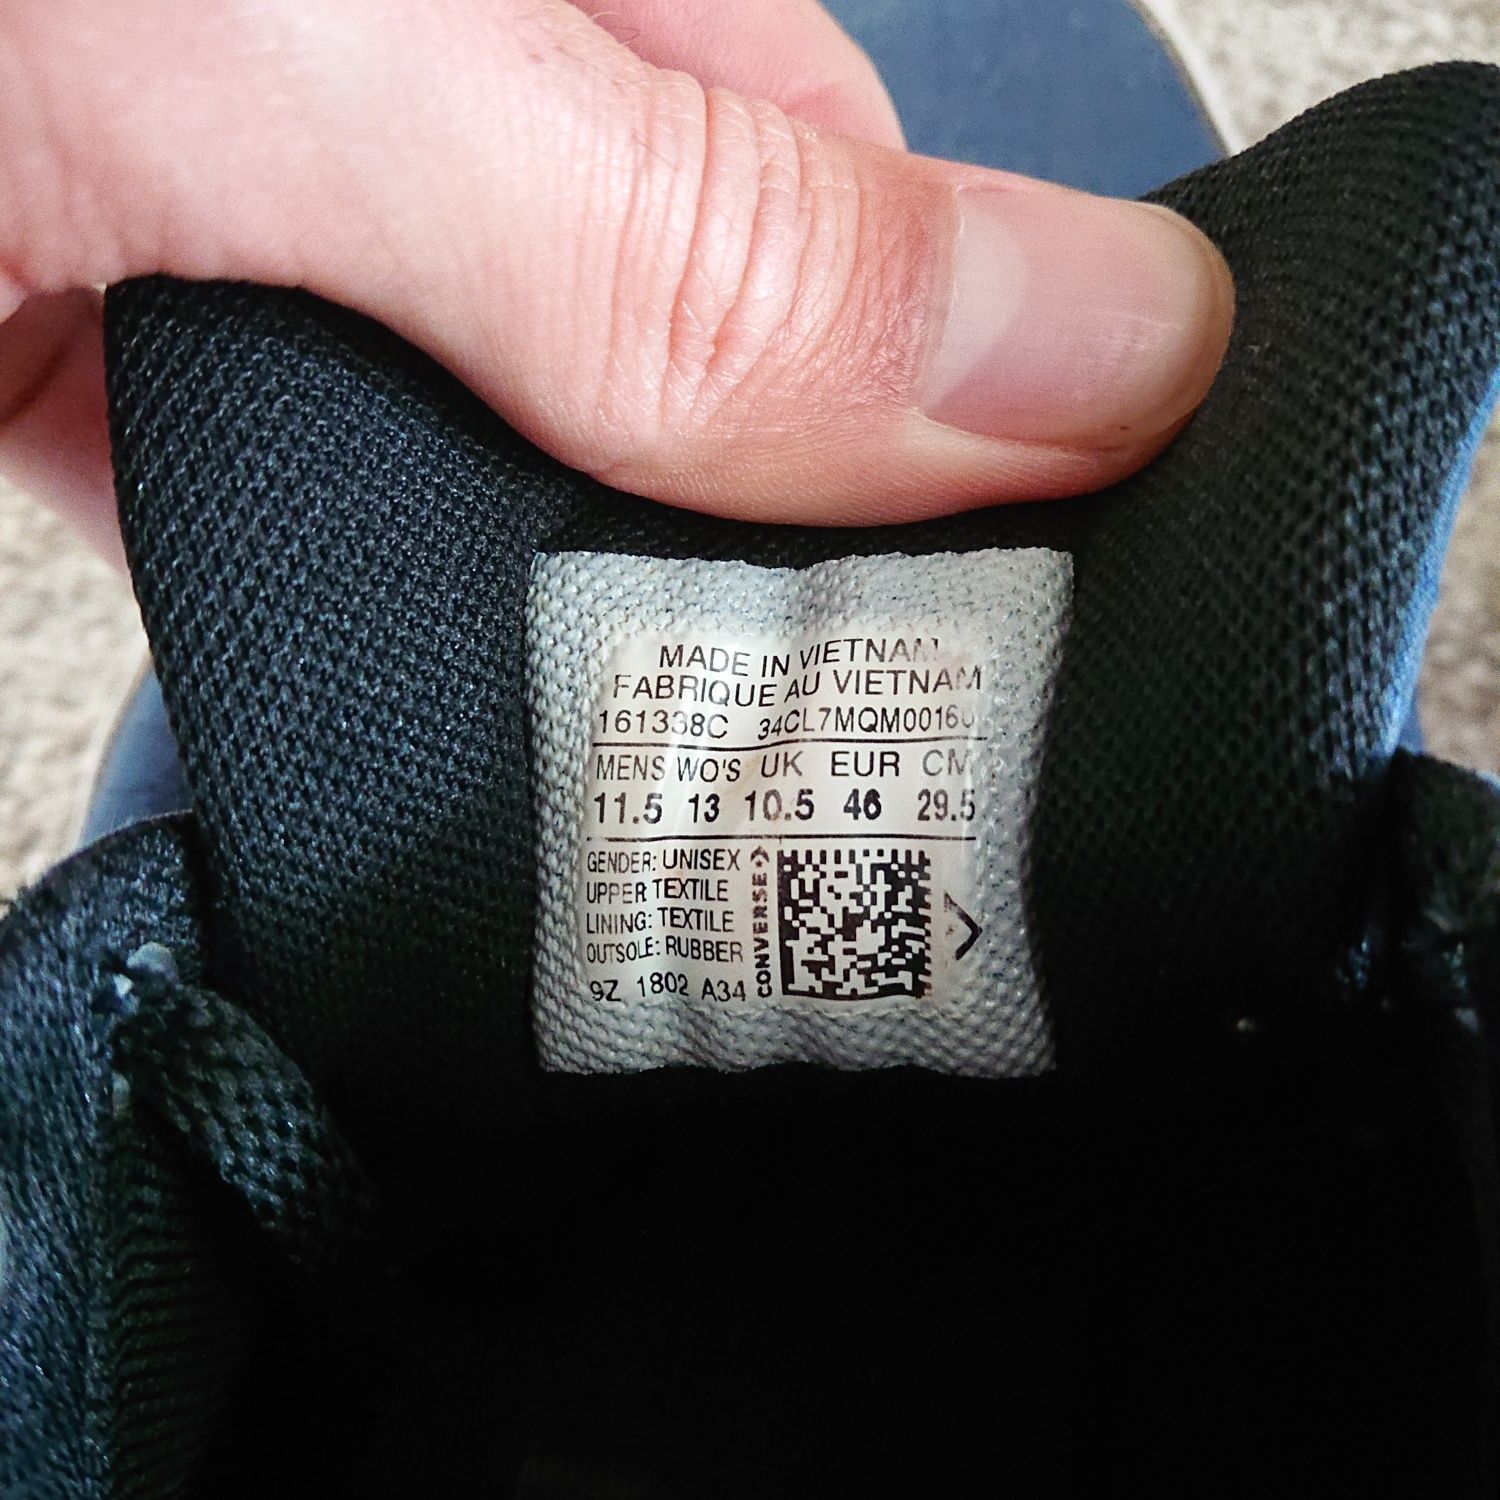 MADE IN VIETNAM
FABRIQUE AU VIETNAM
161338C 34CL7MQM00160
MENS WO'S UK EUR CM
11.5 13 10.5 46 29.5
GENDER: UNISEX
UPPER TEXTILE
LINING: TEXTILE
OUTSOLE: RUBBER
9Z 1802 A34
CONVERSE